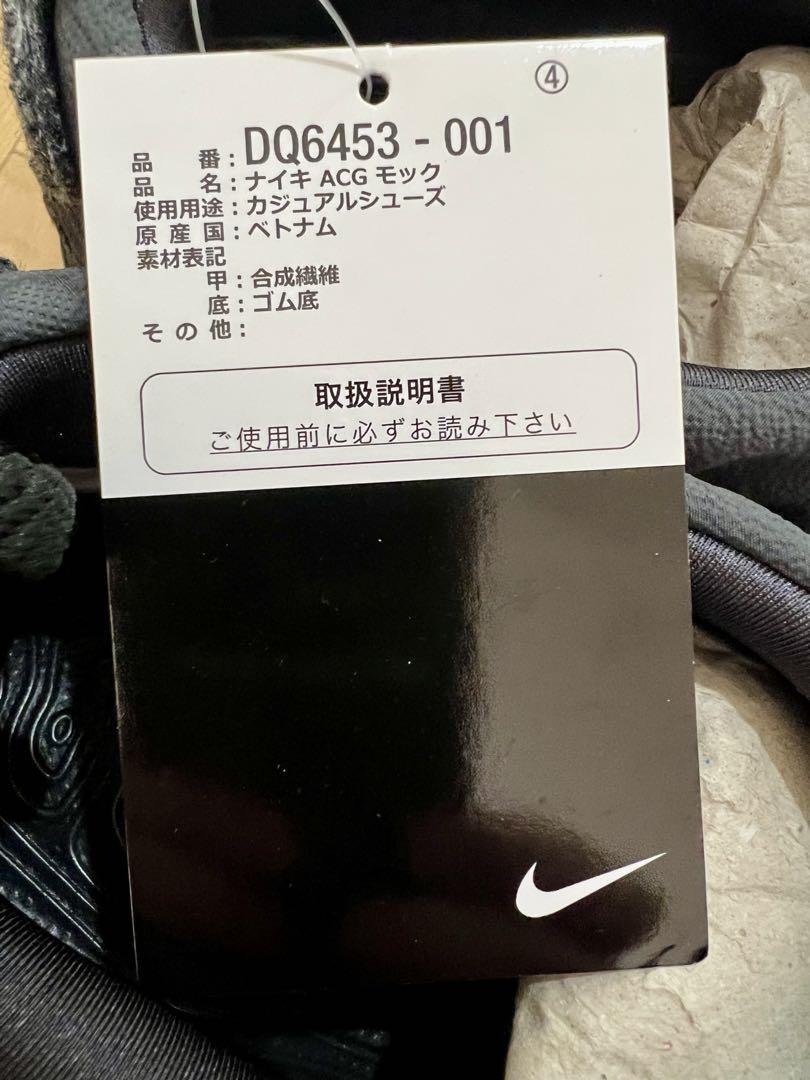 ④
品番:DQ6453 - 001
品名:ナイキ ACG モック
使用用途:カジュアルシューズ
原産国:ベトナム
素材表記
甲:合成繊維
底:ゴム底
その他:
取扱説明書
ご使用前に必ずお読み下さい